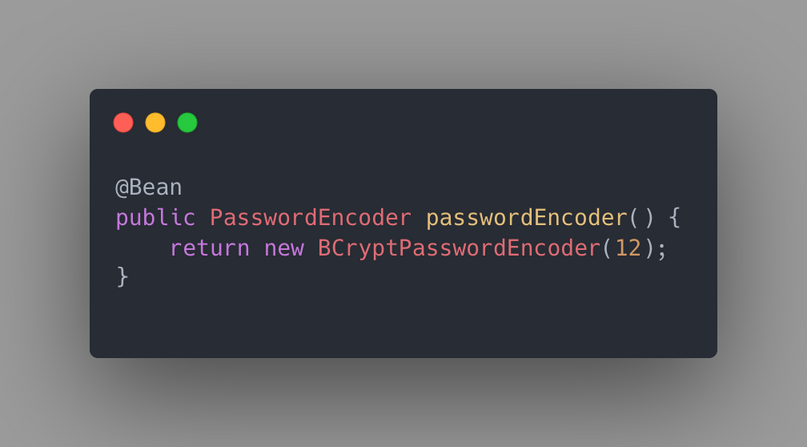 @Bean
public PasswordEncoder passwordEncoder() {
    return new BCryptPasswordEncoder(12);
}